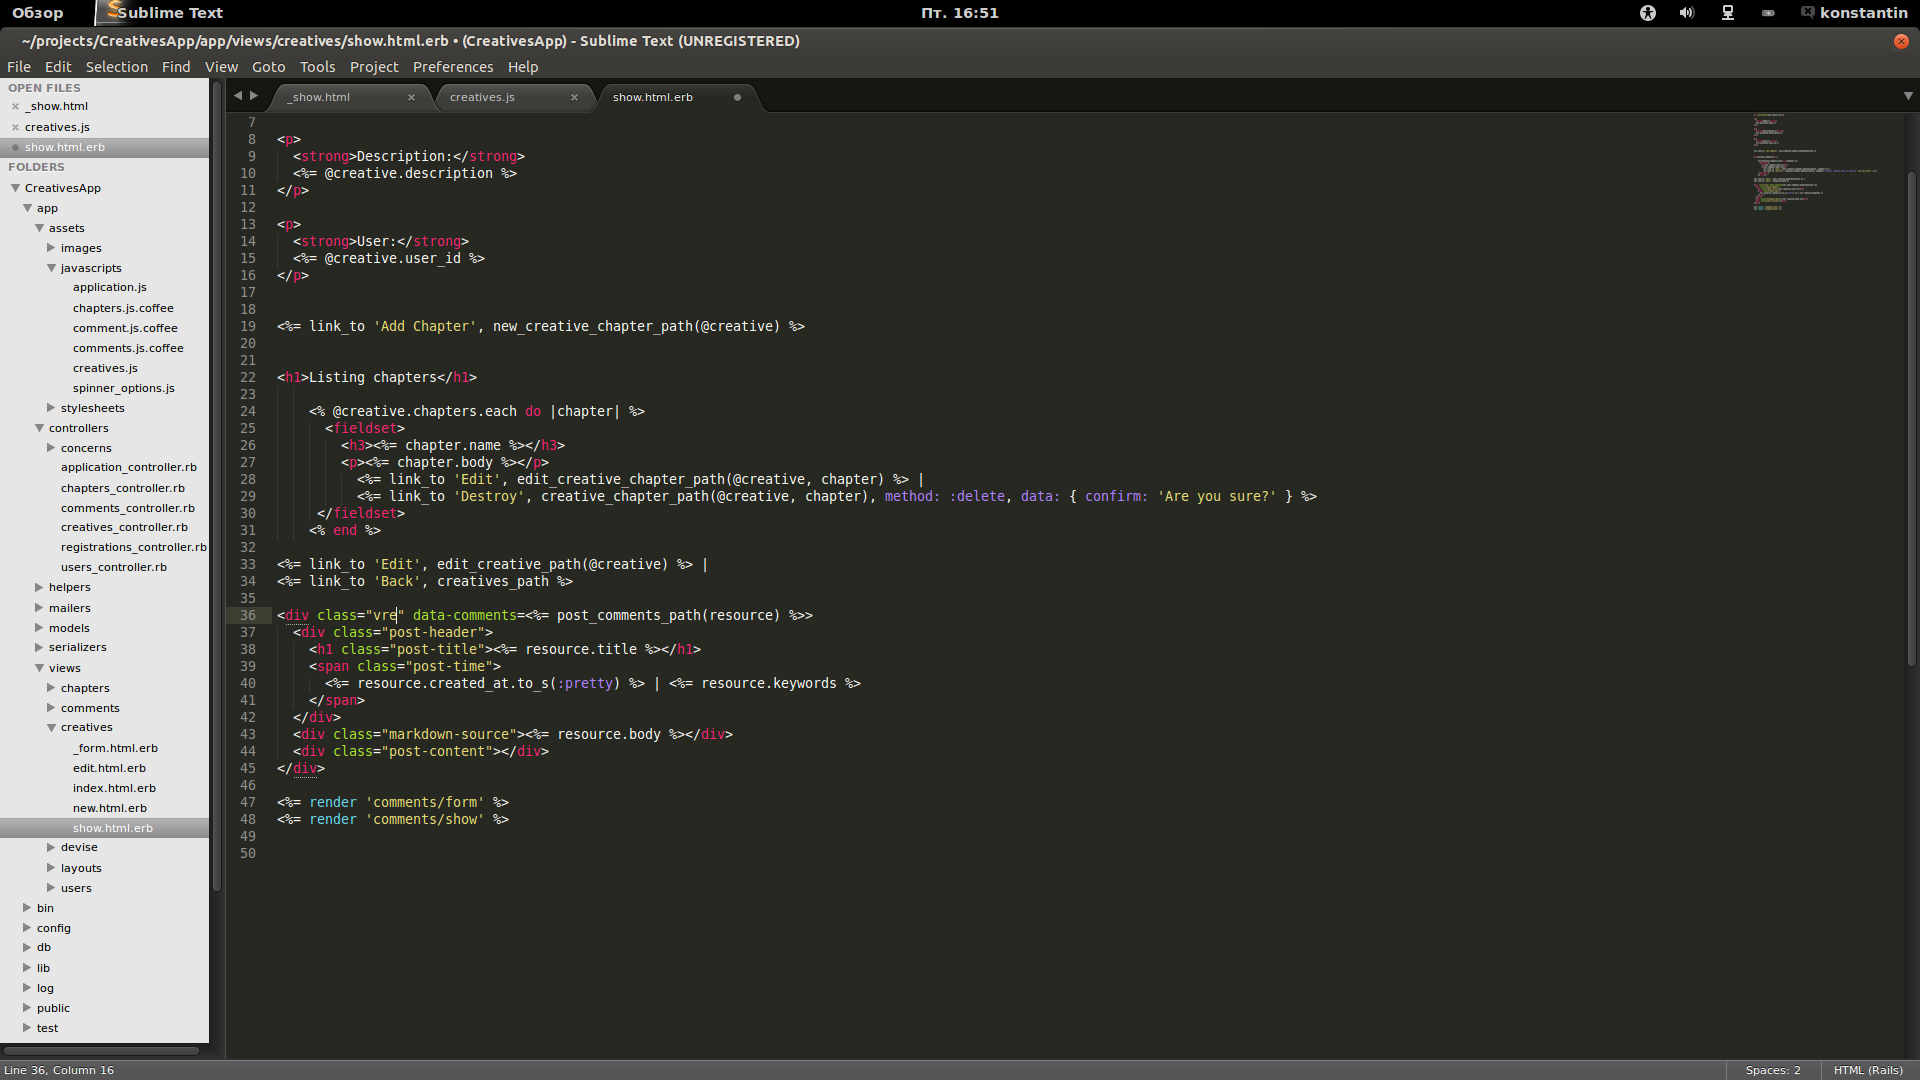 Обзор
Sublime Text
Пт. 16:51
konstantin
~/projects/CreativesApp/app/views/creatives/show.html.erb • (CreativesApp) - Sublime Text (UNREGISTERED)
File Edit Selection Find View Goto Tools Project Preferences Help
OPEN FILES
_show.html
creatives.js
show.html.erb
FOLDERS
CreativesApp
app
assets
images
javascripts
application.js
chapters.js.coffee
comment.js.coffee
comments.js.coffee
creatives.js
spinner_options.js
stylesheets
controllers
concerns
application_controller.rb
chapters_controller.rb
comments_controller.rb
creatives_controller.rb
registrations_controller.rb
users_controller.rb
helpers
mailers
models
serializers
views
chapters
comments
creatives
_form.html.erb
edit.html.erb
index.html.erb
new.html.erb
show.html.erb
devise
layouts
users
bin
config
db
lib
log
public
test
_show.html
creatives.js
show.html.erb
7
8 <p>
9   <strong>Description:</strong>
10   <%= @creative.description %>
11 </p>
12
13 <p>
14   <strong>User:</strong>
15   <%= @creative.user_id %>
16 </p>
17
18
19 <%= link_to 'Add Chapter', new_creative_chapter_path(@creative) %>
20
21
22 <h1>Listing chapters</h1>
23
24     <% @creative.chapters.each do |chapter| %>
25       <fieldset>
26         <h3><%= chapter.name %></h3>
27         <p><%= chapter.body %></p>
28           <%= link_to 'Edit', edit_creative_chapter_path(@creative, chapter) %> |
29           <%= link_to 'Destroy', creative_chapter_path(@creative, chapter), method: :delete, data: { confirm: 'Are you sure?' } %>
30      </fieldset>
31     <% end %>
32
33 <%= link_to 'Edit', edit_creative_path(@creative) %> |
34 <%= link_to 'Back', creatives_path %>
35
36 <div class="vre" data-comments=<%= post_comments_path(resource) %>>
37   <div class="post-header">
38     <h1 class="post-title"><%= resource.title %></h1>
39     <span class="post-time">
40       <%= resource.created_at.to_s(:pretty) %> | <%= resource.keywords %>
41     </span>
42   </div>
43   <div class="markdown-source"><%= resource.body %></div>
44   <div class="post-content"></div>
45 </div>
46
47 <%= render 'comments/form' %>
48 <%= render 'comments/show' %>
49
50
Line 36, Column 16
Spaces: 2
HTML (Rails)